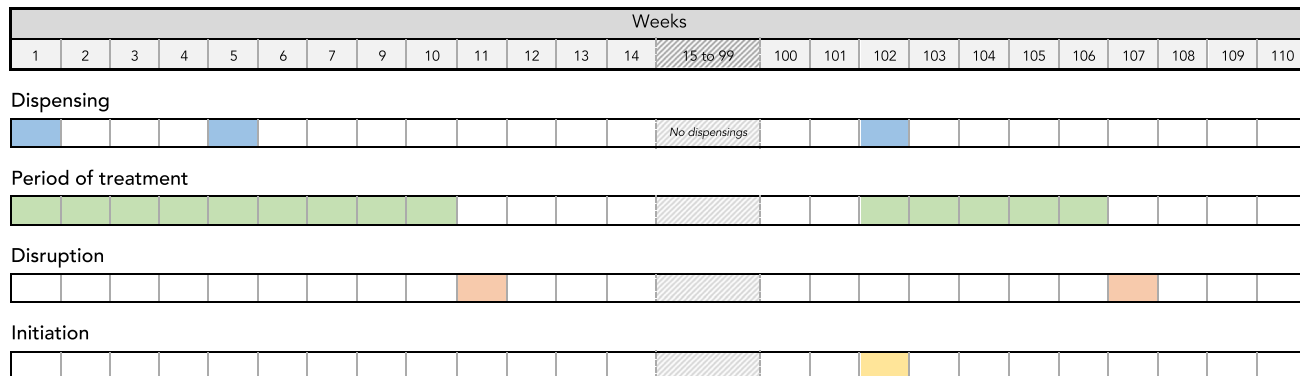 Weeks
1 2 3 4 5 6 7 9 10 11 12 13 14 15 to 99 100 101 102 103 104 105 106 107 108 109 110
Dispensing
No dispensings
Period of treatment
Disruption
Initiation